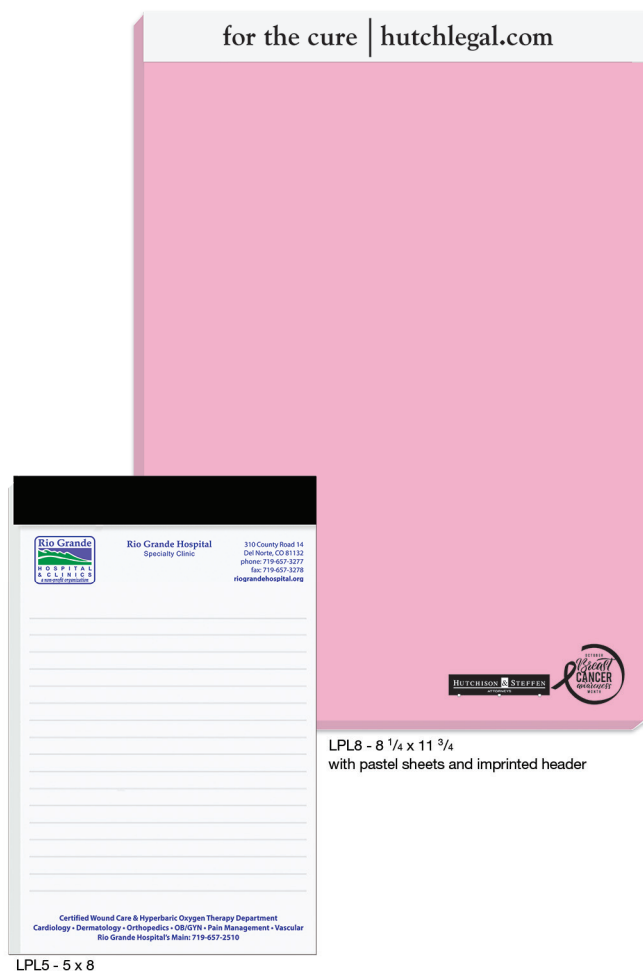 for the cure | hutchlegal.com
Rio Grande
HOSPITAL
& CLINICS
a non-profit organization
Rio Grande Hospital
Specialty Clinic
310 County Road 14
Del Norte, CO 81132
phone: 719-657-3277
fax: 719-657-3278
riograndehospital.org
HUTCHISON & STEFFEN
ATTORNEYS
OCTOBER
Breast
CANCER
awareness
MONTH
LPL8 - 8 1/4 x 11 3/4
with pastel sheets and imprinted header
Certified Wound Care & Hyperbaric Oxygen Therapy Department
Cardiology • Dermatology • Orthopedics • OB/GYN • Pain Management • Vascular
Rio Grande Hospital's Main: 719-657-2510
LPL5 - 5 x 8